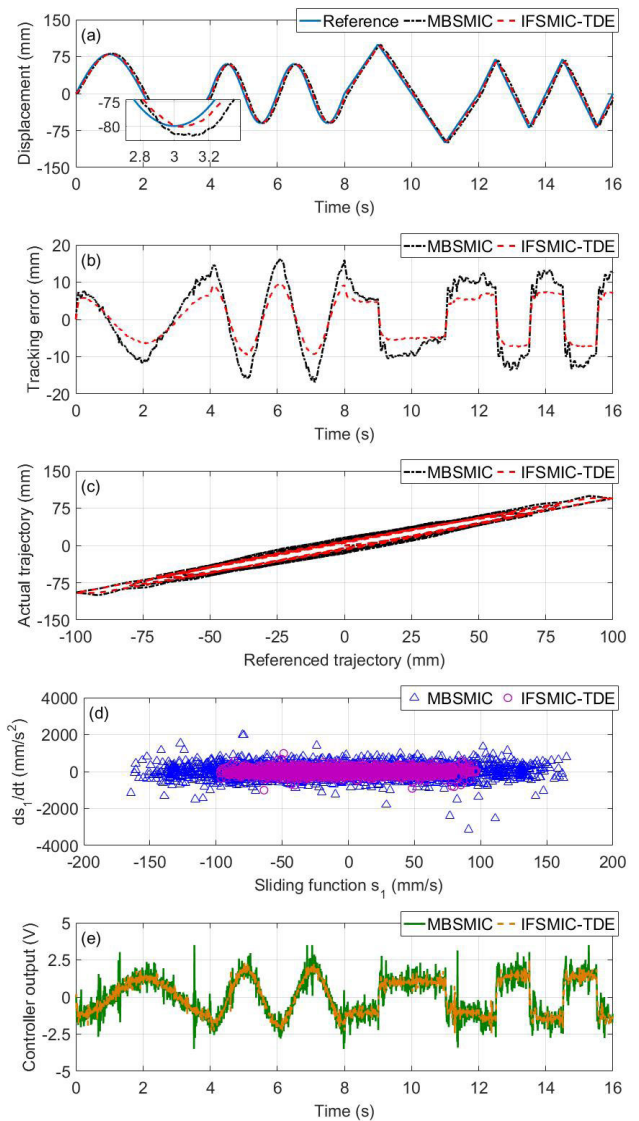 (a)
Reference MBSMIC IFSMIC-TDE
Displacement (mm)
150
75
0
-75
-150
-75
-80
2.8 3 3.2
0 2 4 6 8 10 12 14 16
Time (s)
(b)
MBSMIC IFSMIC-TDE
Tracking error (mm)
20
10
0
-10
-20
0 2 4 6 8 10 12 14 16
Time (s)
(c)
MBSMIC IFSMIC-TDE
Actual trajectory (mm)
150
75
0
-75
-150
-100 -75 -50 -25 0 25 50 75 100
Referenced trajectory (mm)
(d)
MBSMIC IFSMIC-TDE
ds₁/dt (mm/s²)
4000
2000
0
-2000
-4000
-200 -150 -100 -50 0 50 100 150 200
Sliding function s₁ (mm/s)
(e)
MBSMIC IFSMIC-TDE
Controller output (V)
5
2.5
0
-2.5
-5
0 2 4 6 8 10 12 14 16
Time (s)